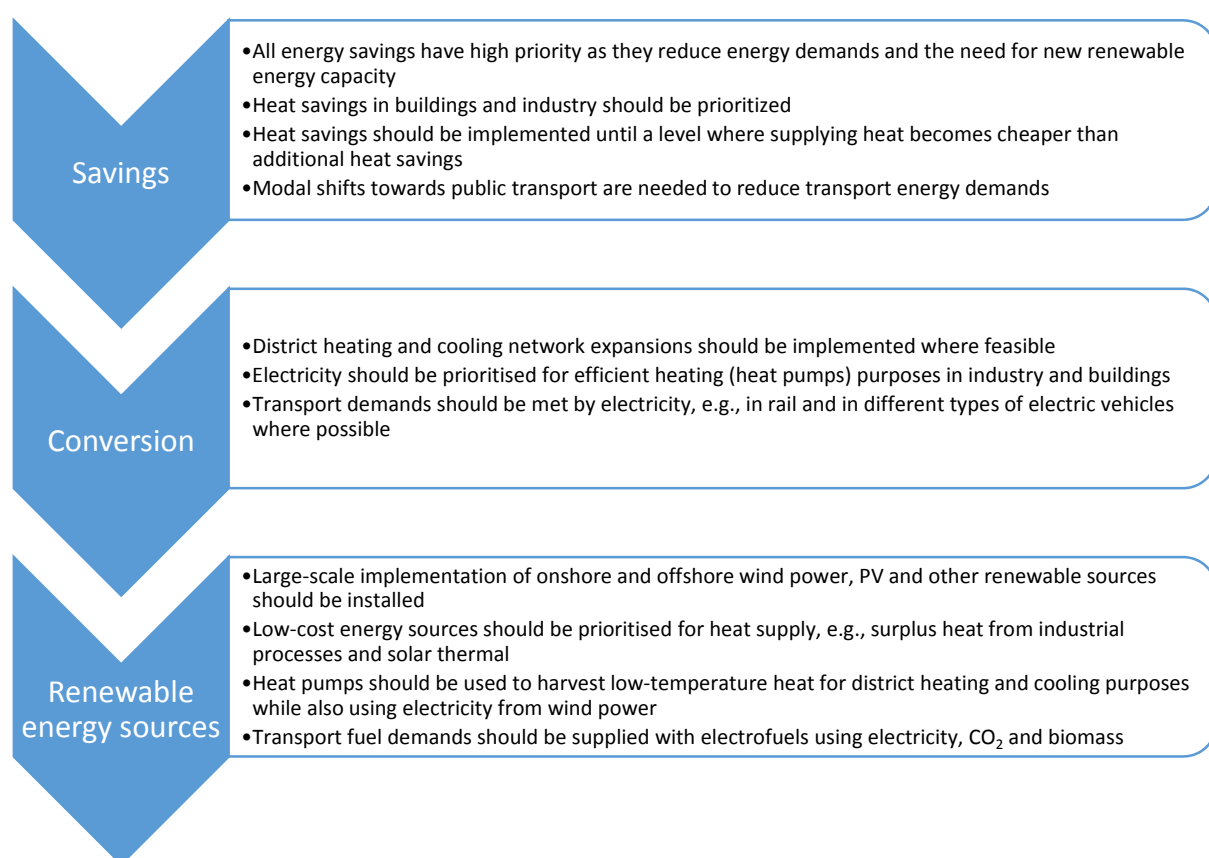 Savings
•All energy savings have high priority as they reduce energy demands and the need for new renewable
energy capacity
•Heat savings in buildings and industry should be prioritized
•Heat savings should be implemented until a level where supplying heat becomes cheaper than
additional heat savings
•Modal shifts towards public transport are needed to reduce transport energy demands
Conversion
•District heating and cooling network expansions should be implemented where feasible
•Electricity should be prioritised for efficient heating (heat pumps) purposes in industry and buildings
•Transport demands should be met by electricity, e.g., in rail and in different types of electric vehicles
where possible
Renewable
energy sources
•Large-scale implementation of onshore and offshore wind power, PV and other renewable sources
should be installed
•Low-cost energy sources should be prioritised for heat supply, e.g., surplus heat from industrial
processes and solar thermal
•Heat pumps should be used to harvest low-temperature heat for district heating and cooling purposes
while also using electricity from wind power
•Transport fuel demands should be supplied with electrofuels using electricity, CO₂ and biomass